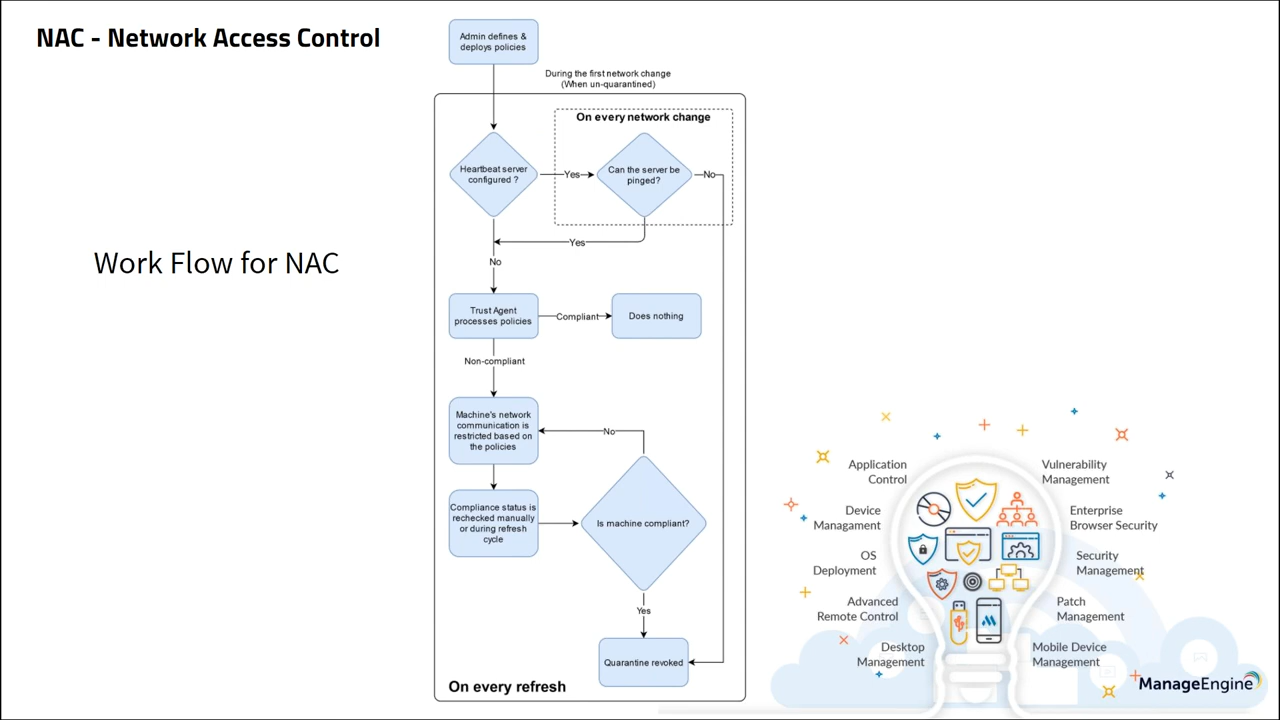 NAC - Network Access Control
Admin defines &
deploys policies
During the first network change
(When un-quarantined)
On every network change
Heartbeat server
configured ?
Yes
Can the server be
pinged?
No
Yes
No
Trust Agent
processes policies
Compliant
Does nothing
Non-compliant
Machine's network
communication is
restricted based on
the policies
No
Compliance status is
rechecked manually
or during refresh
cycle
Is machine compliant?
Yes
Quarantine revoked
On every refresh
Work Flow for NAC
Application
Control
Device
Managament
OS
Deployment
Advanced
Remote Control
Desktop
Management
Vulnerability
Management
Enterprise
Browser Security
Security
Management
Patch
Management
Mobile Device
Management
ManageEngine